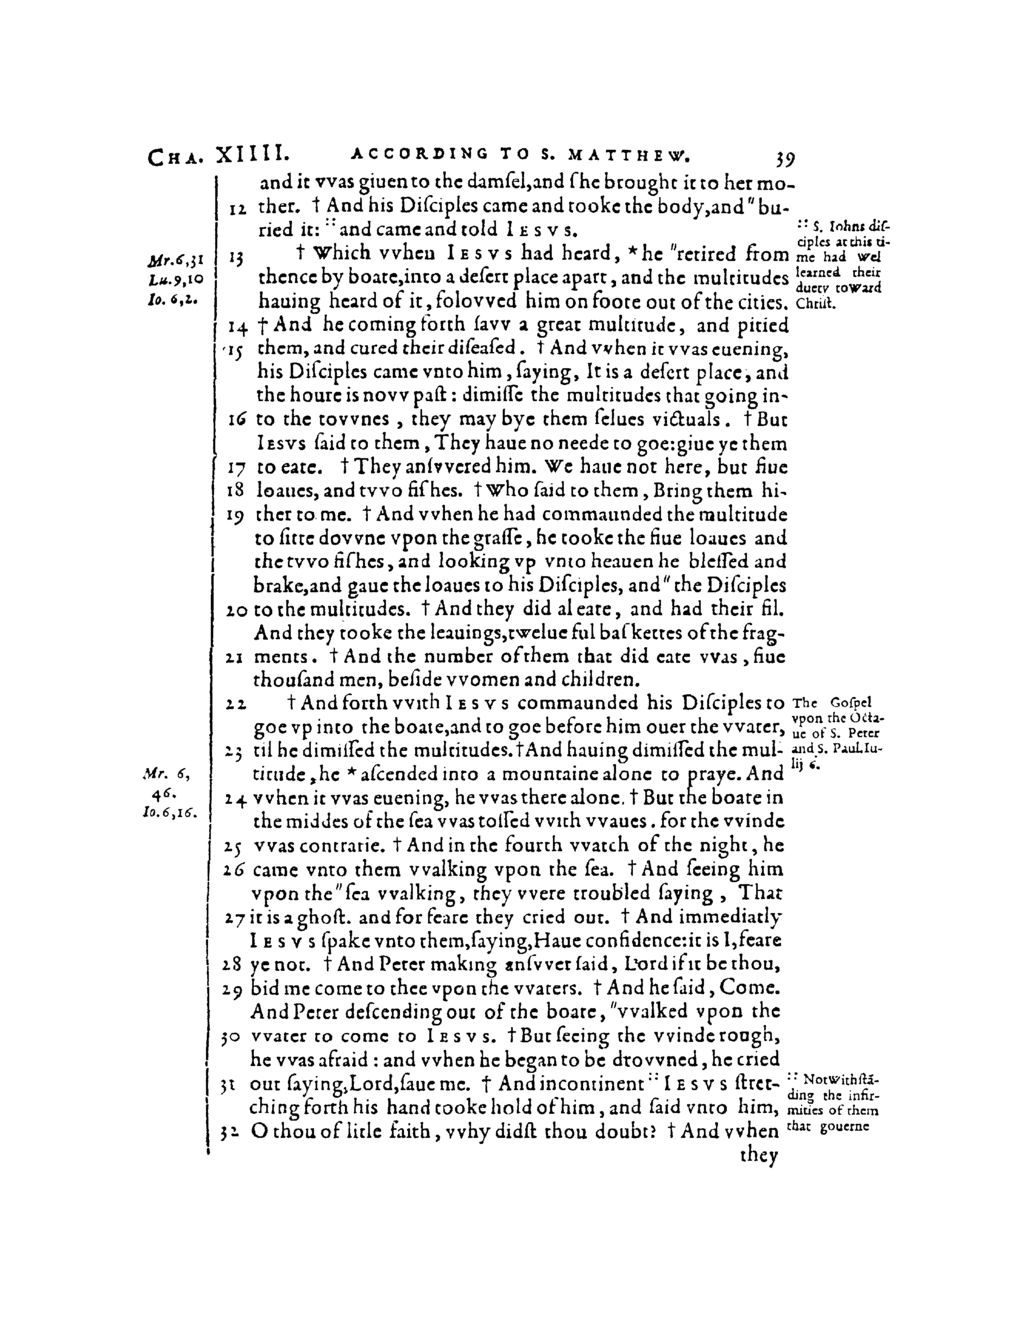 CHA. XIIII. ACCORDING TO S. MATTHEW. 39
and it vvas giuen to the damſel,and ſhe brought it to her mo-
12 ther. † And his Diſciples came and tooke the body,and "bu-
ried it: ∷ and came and told IESVS.
∷ S. Iohns diſ-
ciples at this ti-
me had wel
learned their
duety toward
Chriſt.
Mr.6,31
Lu.9,10
Io. 6,2.
13 † Which vvhen IESVS had heard, * he "retired from
thence by boate,into a deſert place apart, and the multitudes
hauing heard of it, folovved him on foote out of the cities.
14 † And he coming forth ſavv a great multitude, and pitied
15 them, and cured their diſeaſed. † And vvhen it vvas euening,
his Diſciples came vnto him, ſaying, It is a deſert place, and
the houre is novv paſt: dimiſſe the multitudes that going in-
16 to the tovvnes, they may bye them ſelues victuals. † But
IESVS ſaid to them, They haue no neede to goe:giue ye them
17 to eate. † They anſvvered him. We haue not here, but fiue
18 loaues, and tvvo fiſhes. † Who ſaid to them, Bring them hi-
19 ther to me. † And vvhen he had commaunded the multitude
to ſitte dovvne vpon the graſſe, he tooke the fiue loaues and
the tvvo fiſhes, and looking vp vnto heauen he bleſſed and
brake,and gaue the loaues to his Diſciples, and "the Diſciples
20 to the multitudes. † And they did al eate, and had their fil.
And they tooke the leauings,twelue ful baſkettes of the frag-
21 ments. † And the number of them that did eate vvas, fiue
thouſand men, beſide vvomen and children.
22 † And forth vvith IESVS commaunded his Diſciples to
goe vp into the boate,and to goe before him ouer the vvater,
23 til he dimiſſed the multitudes.† And hauing dimiſſed the mul-
titude, he * aſcended into a mountaine alone to praye. And
The Goſpel
vpon the Octa-
ue of S. Peter
and S. Paul.Iu-
lij 6.
Mr. 6,
46.
Io.6,16.
24 vvhen it vvas euening, he vvas there alone. † But the boate in
the middes of the ſea vvas toſſed vvith vvaues. for the vvinde
25 vvas contrarie. † And in the fourth vvatch of the night, he
26 came vnto them vvalking vpon the ſea. † And ſeeing him
vpon the "ſea vvalking, they vvere troubled ſaying, That
27 it is a ghoſt. and for feare they cried out. † And immediatly
IESVS ſpake vnto them,ſaying,Haue confidence:it is I,feare
28 ye not. † And Peter making anſvver ſaid, Lord if it be thou,
29 bid me come to thee vpon the vvaters. † And he ſaid, Come.
And Peter deſcending out of the boate, "vvalked vpon the
30 vvater to come to IESVS. † But ſeeing the vvinde rough,
he vvas afraid: and vvhen he began to be drovvned, he cried
31 out ſaying,Lord,ſaue me. † And incontinent ∷ IESVS ſtret-
ching forth his hand tooke hold of him, and ſaid vnto him,
32 O thou of litle faith, vvhy didſt thou doubt? † And vvhen
∷ Notwithſtā-
ding the infir-
mities of them
that gouerne
they